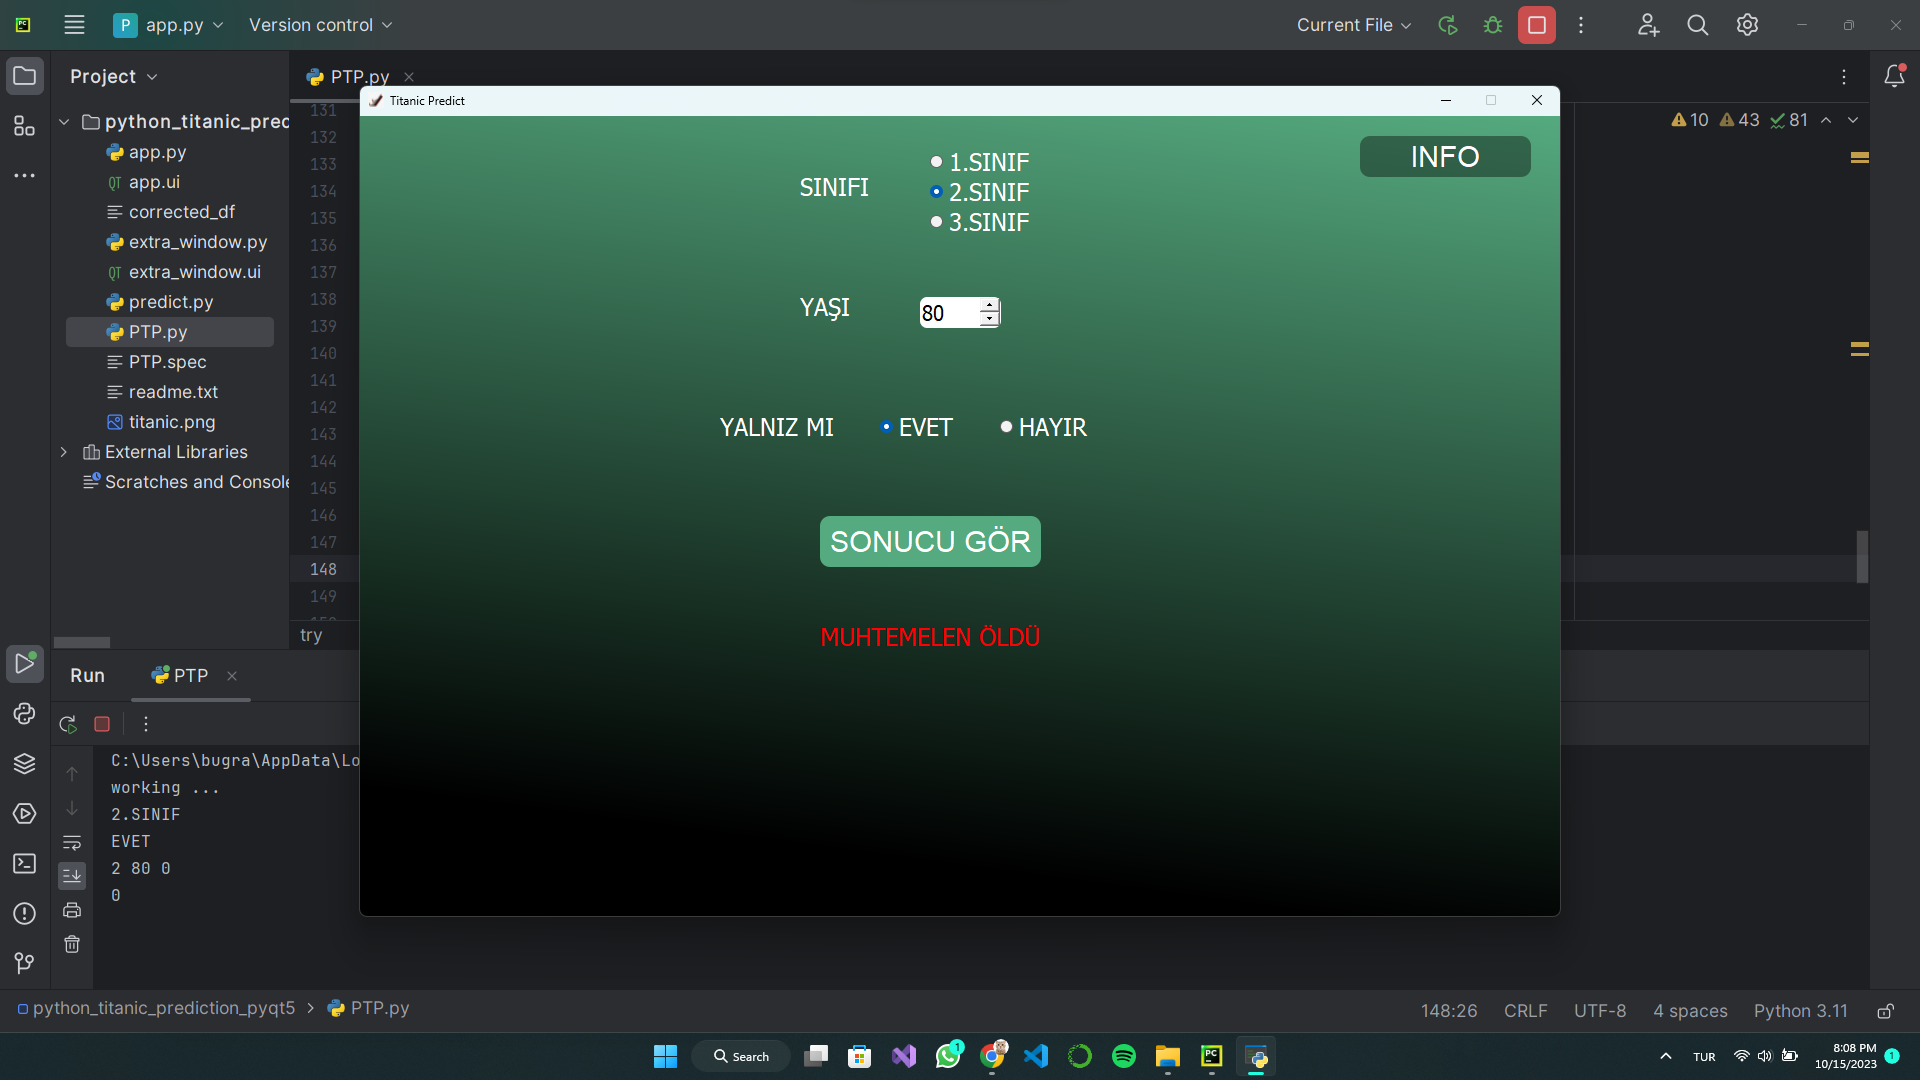 app.py
Version control
Current File
Project
PTP.py
python_titanic_pred
app.py
app.ui
corrected_df
extra_window.py
extra_window.ui
predict.py
PTP.py
PTP.spec
readme.txt
titanic.png
External Libraries
Scratches and Console
131
132
133
134
135
136
137
138
139
140
141
142
143
144
145
146
147
148
149
10
43
81
try
Titanic Predict
INFO
SINIFI
1.SINIF
2.SINIF
3.SINIF
YAŞI
80
YALNIZ MI
EVET
HAYIR
SONUCU GÖR
MUHTEMELEN ÖLDÜ
Run
PTP
C:\Users\bugra\AppData\Lo
working ...
2.SINIF
EVET
2 80 0
0
python_titanic_prediction_pyqt5
PTP.py
148:26
CRLF
UTF-8
4 spaces
Python 3.11
Search
1
TUR
8:08 PM
10/15/2023
1